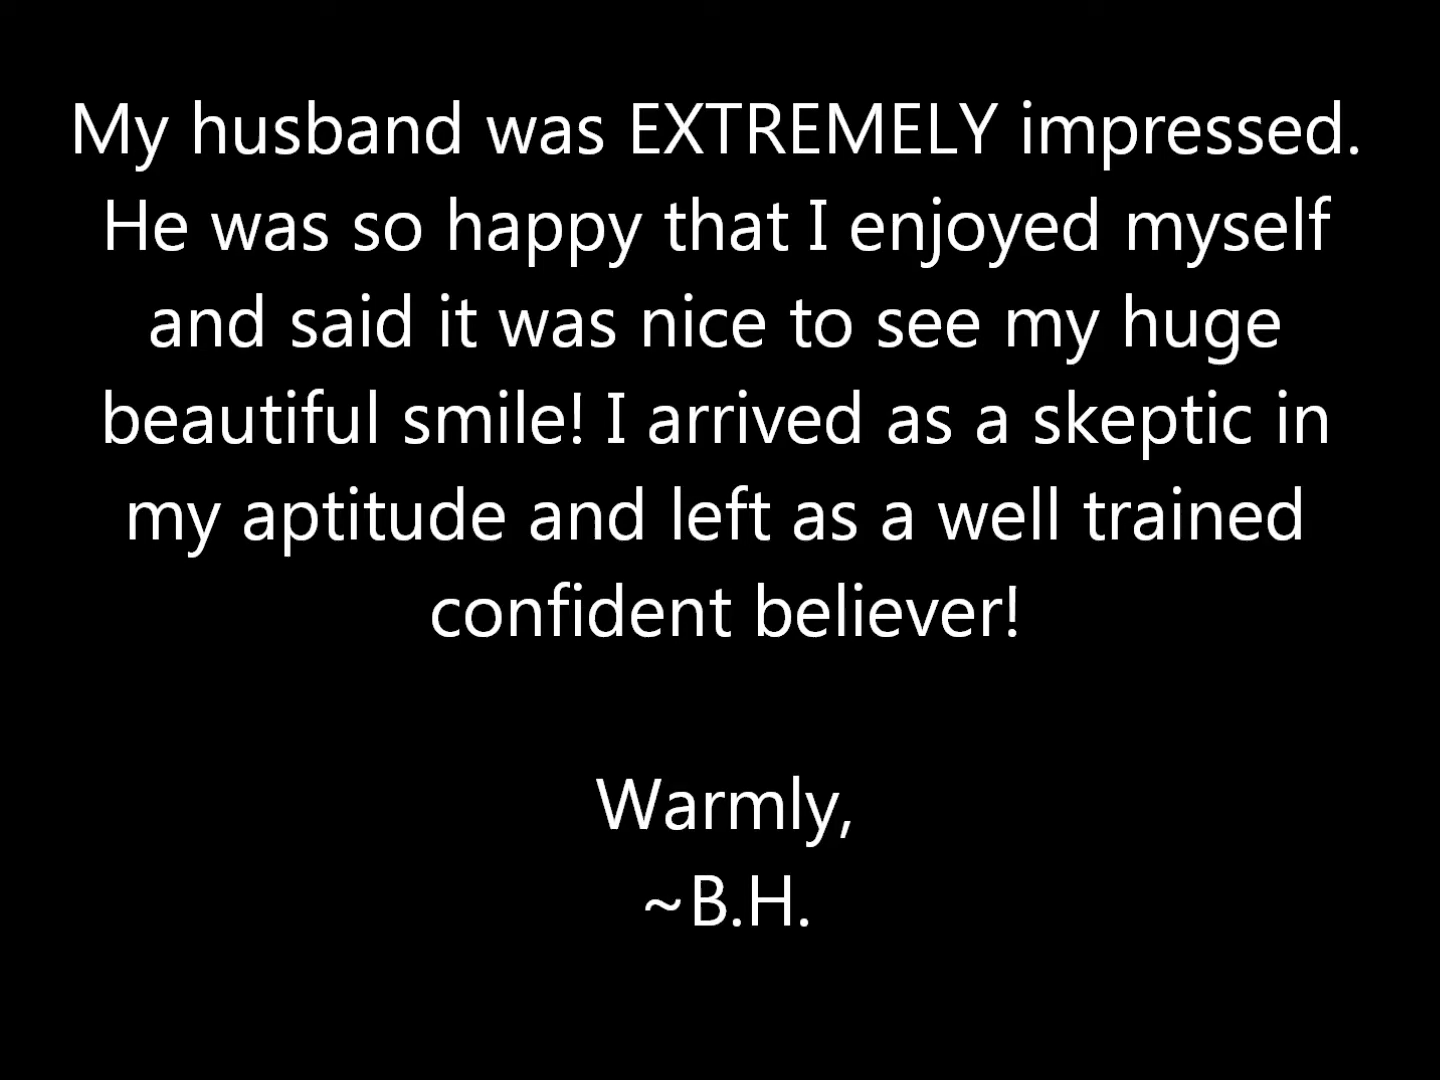 My husband was EXTREMELY impressed.
He was so happy that I enjoyed myself
and said it was nice to see my huge
beautiful smile! I arrived as a skeptic in
my aptitude and left as a well trained
confident believer!
Warmly,
~B.H.